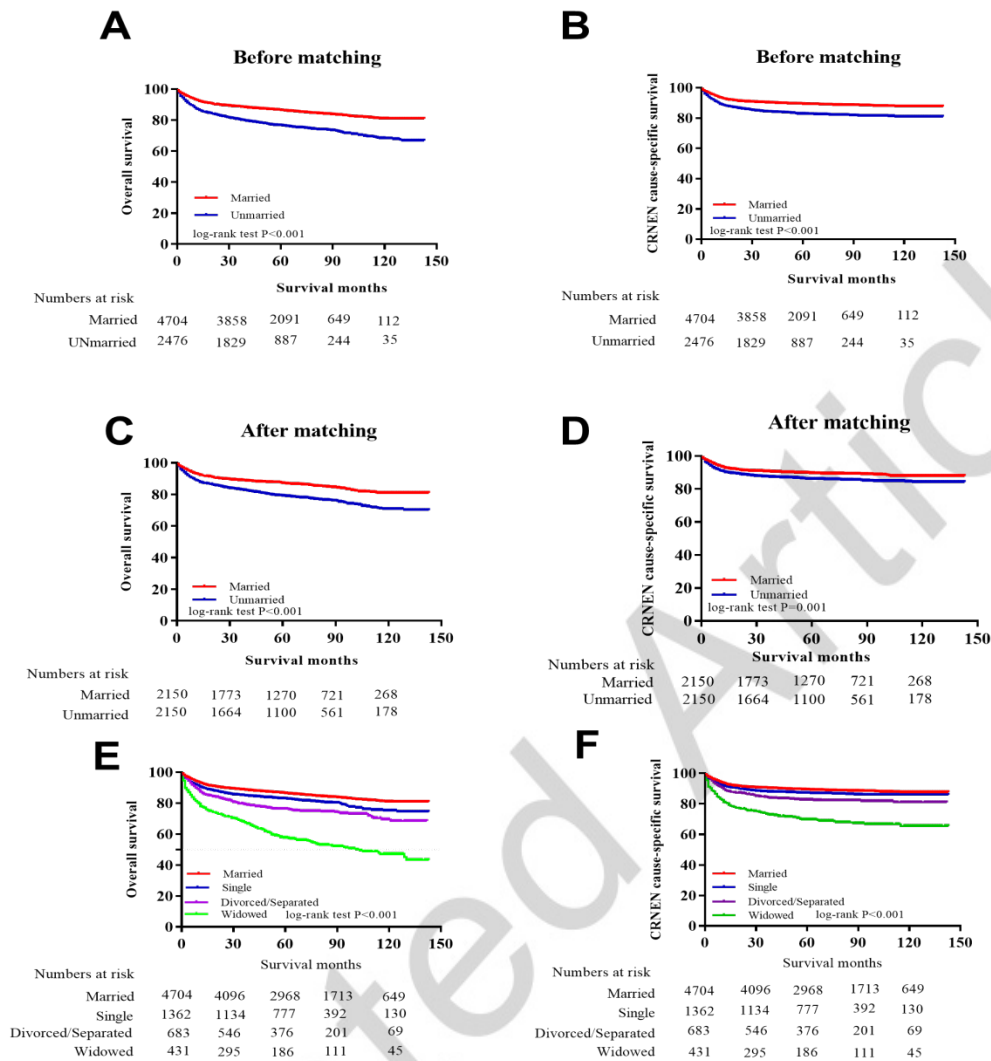 A
Before matching
Overall survival
100
80
60
40
20
0
Married
Unmarried
log-rank test P<0.001
0 30 60 90 120 150
Survival months
Numbers at risk
Married 4704 3858 2091 649 112
UNmarried 2476 1829 887 244 35
B
Before matching
CRNEN cause-specific survival
100
80
60
40
20
0
Married
Unmarried
log-rank test P<0.001
0 30 60 90 120 150
Survival months
Numbers at risk
Married 4704 3858 2091 649 112
Unmarried 2476 1829 887 244 35
C
After matching
Overall survival
100
80
60
40
20
0
Married
Unmarried
log-rank test P<0.001
0 30 60 90 120 150
Survival months
Numbers at risk
Married 2150 1773 1270 721 268
Unmarried 2150 1664 1100 561 178
D
After matching
CRNEN cause-specific survival
100
80
60
40
20
0
Married
Unmarried
log-rank test P=0.001
0 30 60 90 120 150
Survival months
Numbers at risk
Married 2150 1773 1270 721 268
Unmarried 2150 1664 1100 561 178
E
Overall survival
100
80
60
40
20
0
Married
Single
Divorced/Separated
Widowed log-rank test P<0.001
0 30 60 90 120 150
Survival months
Numbers at risk
Married 4704 4096 2968 1713 649
Single 1362 1134 777 392 130
Divorced/Separated 683 546 376 201 69
Widowed 431 295 186 111 45
F
CRNEN cause-specific survival
100
80
60
40
20
0
Married
Single
Divorced/Separated
Widowed log-rank P<0.001
0 30 60 90 120 150
Survival months
Numbers at risk
Married 4704 4096 2968 1713 649
Single 1362 1134 777 392 130
Divorced/Separated 683 546 376 201 69
Widowed 431 295 186 111 45
ted Artic